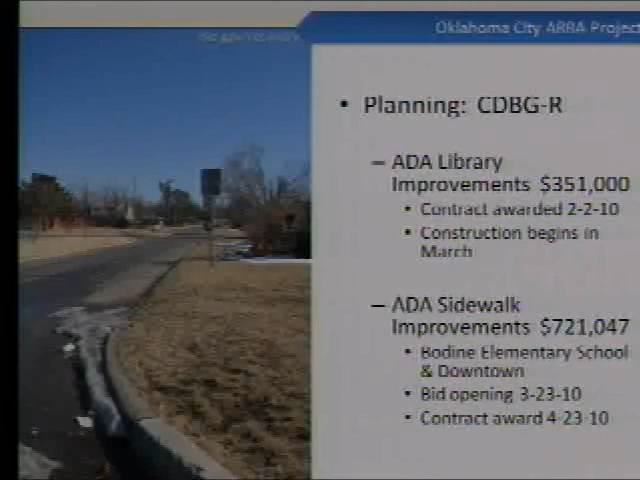 Oklahoma City ARRA Project
• Planning: CDBG-R
– ADA Library
Improvements $351,000
• Contract awarded 2-2-10
• Construction begins in
March
– ADA Sidewalk
Improvements $721,047
• Bodine Elementary School
& Downtown
• Bid opening 3-23-10
• Contract award 4-23-10